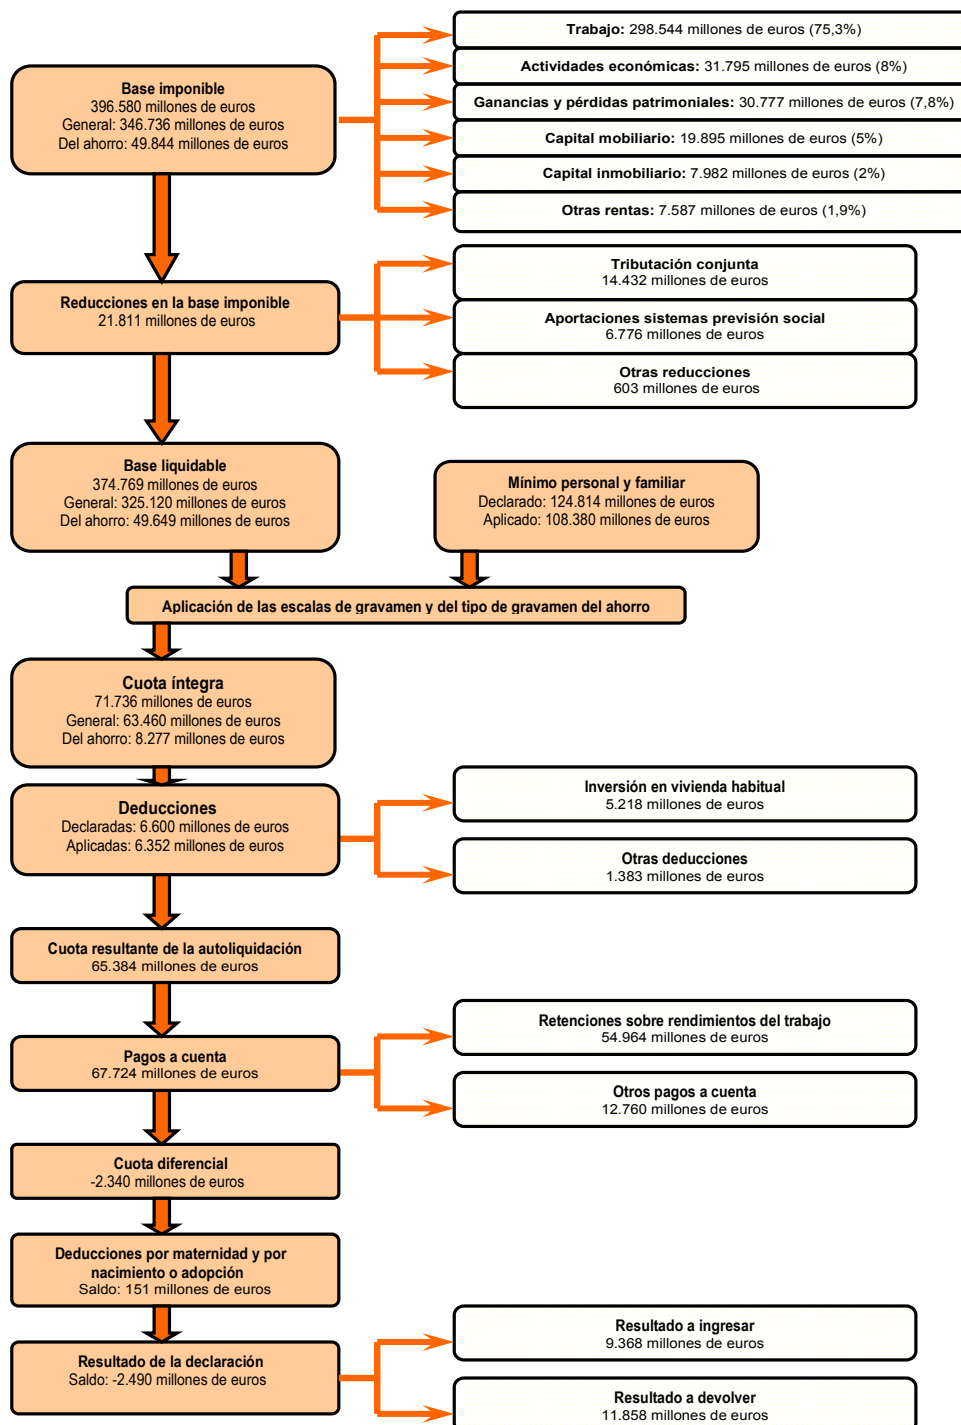 Base imponible
396.580 millones de euros
General: 346.736 millones de euros
Del ahorro: 49.844 millones de euros
Trabajo: 298.544 millones de euros (75,3%)
Actividades económicas: 31.795 millones de euros (8%)
Ganancias y pérdidas patrimoniales: 30.777 millones de euros (7,8%)
Capital mobiliario: 19.895 millones de euros (5%)
Capital inmobiliario: 7.982 millones de euros (2%)
Otras rentas: 7.587 millones de euros (1,9%)
Reducciones en la base imponible
21.811 millones de euros
Tributación conjunta
14.432 millones de euros
Aportaciones sistemas previsión social
6.776 millones de euros
Otras reducciones
603 millones de euros
Base liquidable
374.769 millones de euros
General: 325.120 millones de euros
Del ahorro: 49.649 millones de euros
Mínimo personal y familiar
Declarado: 124.814 millones de euros
Aplicado: 108.380 millones de euros
Aplicación de las escalas de gravamen y del tipo de gravamen del ahorro
Cuota íntegra
71.736 millones de euros
General: 63.460 millones de euros
Del ahorro: 8.277 millones de euros
Deducciones
Declaradas: 6.600 millones de euros
Aplicadas: 6.352 millones de euros
Inversión en vivienda habitual
5.218 millones de euros
Otras deducciones
1.383 millones de euros
Cuota resultante de la autoliquidación
65.384 millones de euros
Pagos a cuenta
67.724 millones de euros
Retenciones sobre rendimientos del trabajo
54.964 millones de euros
Otros pagos a cuenta
12.760 millones de euros
Cuota diferencial
-2.340 millones de euros
Deducciones por maternidad y por
nacimiento o adopción
Saldo: 151 millones de euros
Resultado de la declaración
Saldo: -2.490 millones de euros
Resultado a ingresar
9.368 millones de euros
Resultado a devolver
11.858 millones de euros